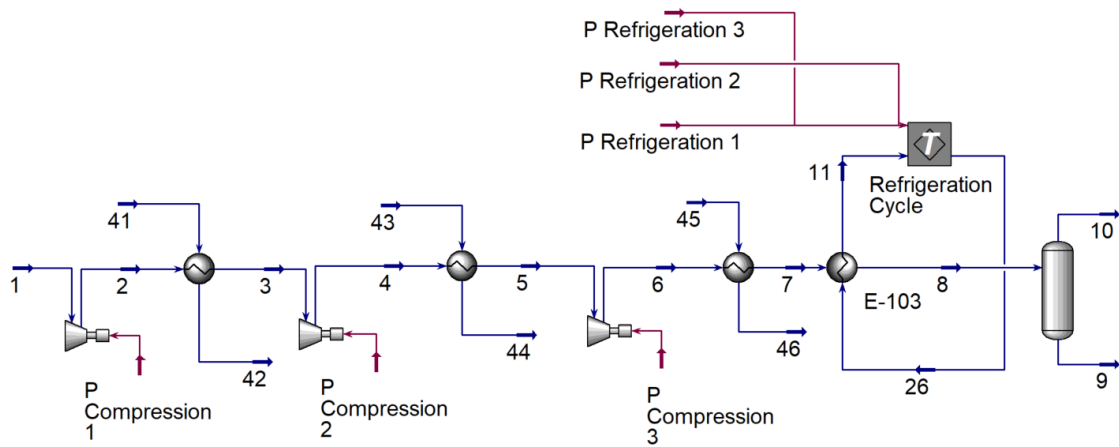 P Refrigeration 3
P Refrigeration 2
P Refrigeration 1
T
11
Refrigeration
Cycle
41
43
45
10
1
2
3
4
5
6
7
E-103
8
42
44
46
26
9
P
Compression
1
P
Compression
2
P
Compression
3